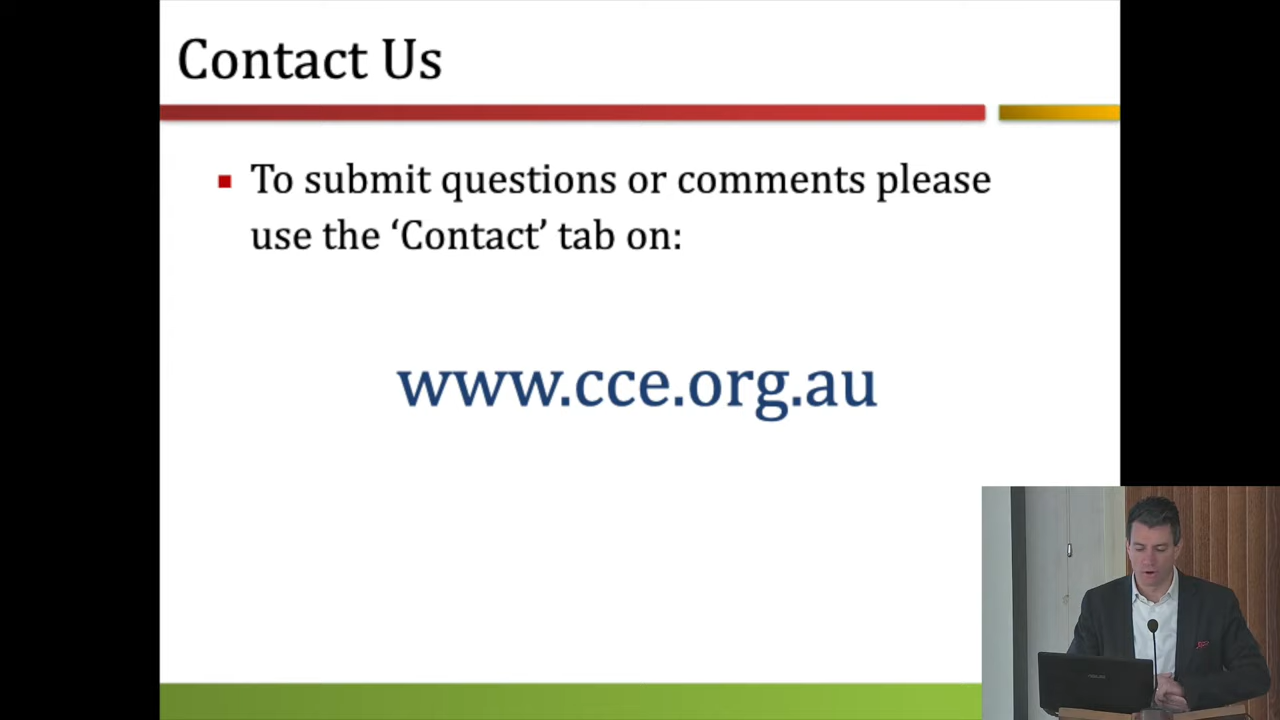 Contact Us
To submit questions or comments please
use the ‘Contact’ tab on:
www.cce.org.au